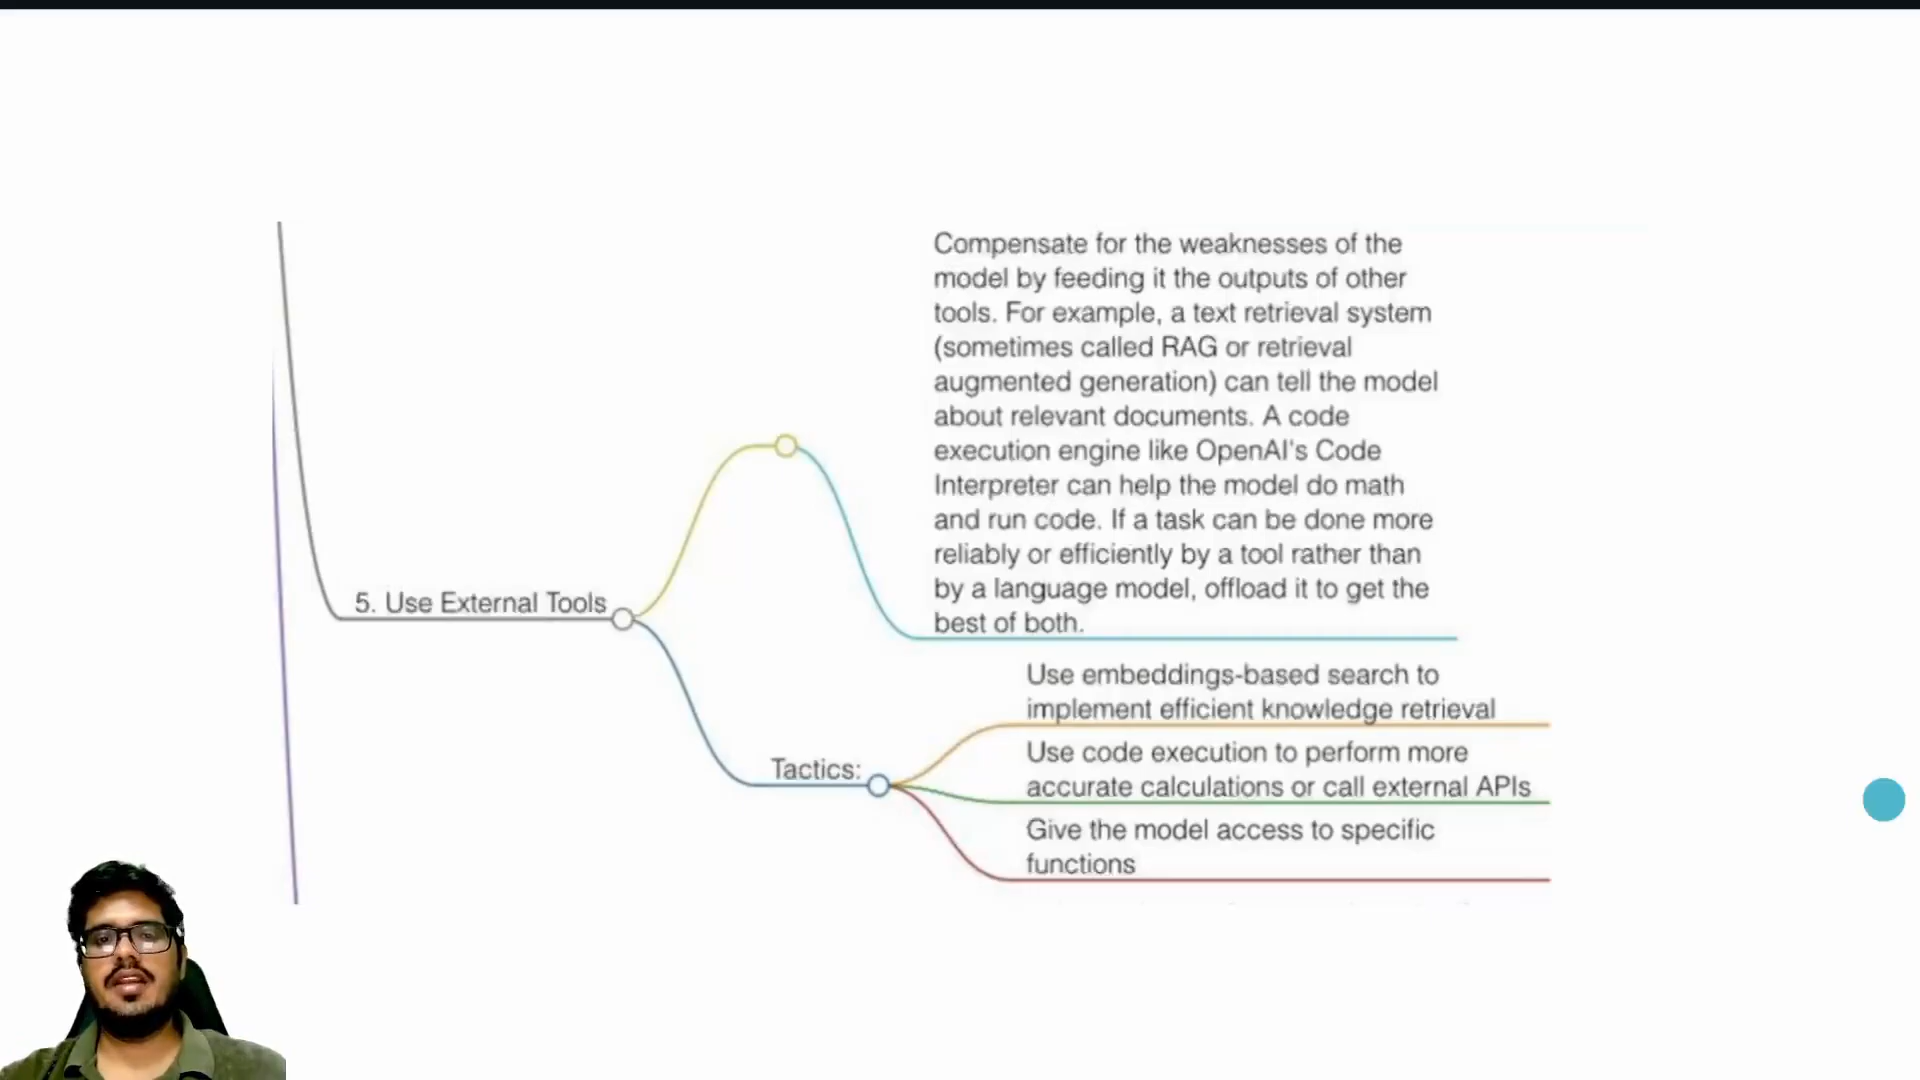 Compensate for the weaknesses of the
model by feeding it the outputs of other
tools. For example, a text retrieval system
(sometimes called RAG or retrieval
augmented generation) can tell the model
about relevant documents. A code
execution engine like OpenAI's Code
Interpreter can help the model do math
and run code. If a task can be done more
reliably or efficiently by a tool rather than
by a language model, offload it to get the
best of both.
5. Use External Tools
Use embeddings-based search to
implement efficient knowledge retrieval
Tactics:
Use code execution to perform more
accurate calculations or call external APIs
Give the model access to specific
functions